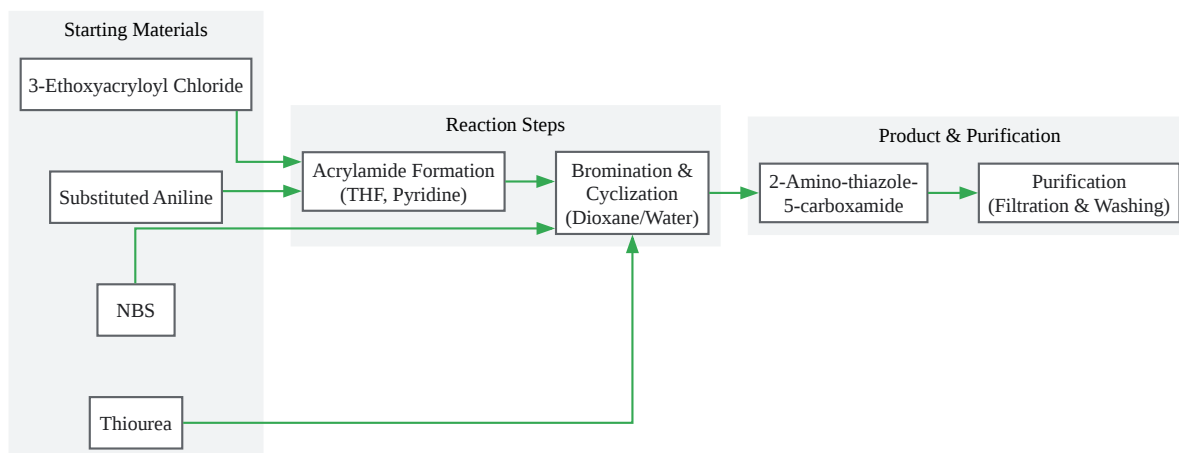 Starting Materials
3-Ethoxyacryloyl Chloride
Substituted Aniline
NBS
Thiourea
Reaction Steps
Acrylamide Formation
(THF, Pyridine)
Bromination &
Cyclization
(Dioxane/Water)
Product & Purification
2-Amino-thiazole-
5-carboxamide
Purification
(Filtration & Washing)